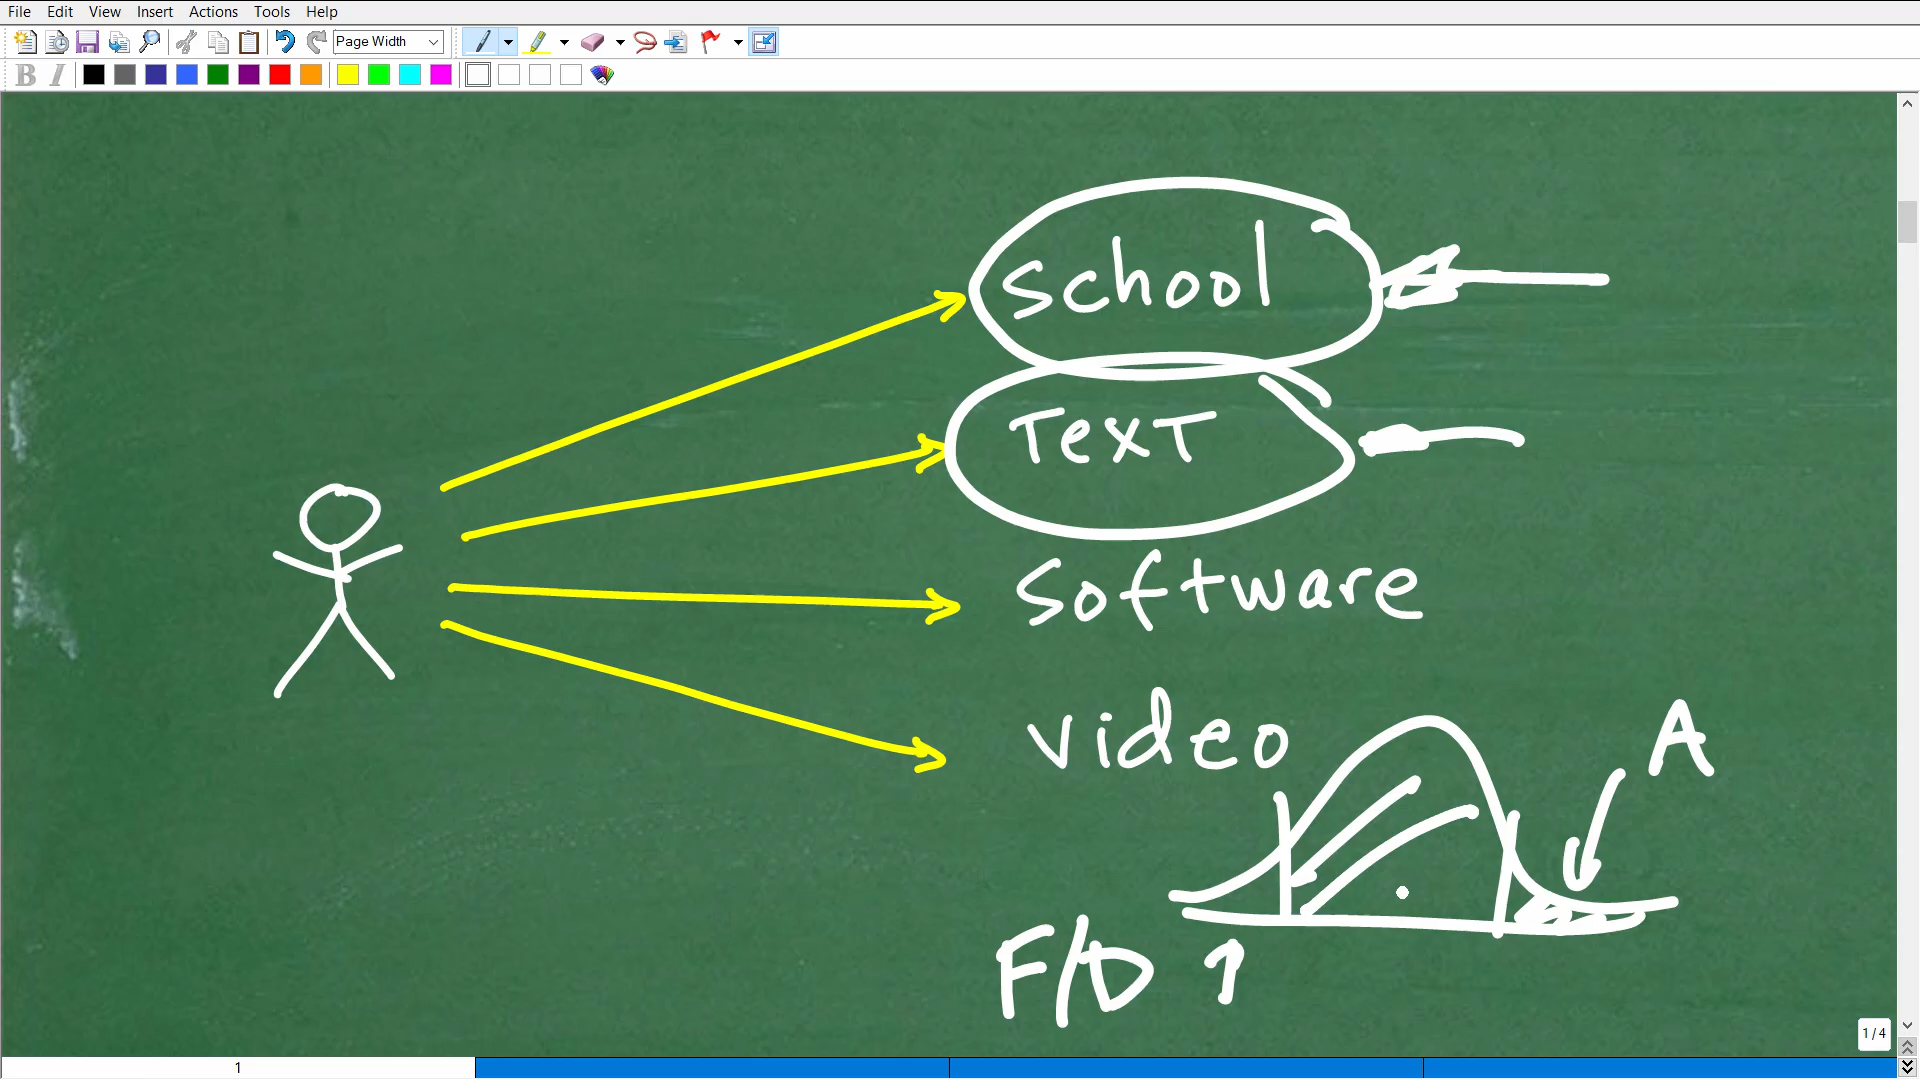 File Edit View Insert Actions Tools Help
Page Width
B I
School
Text
Software
video
A
F/D
1/4
1